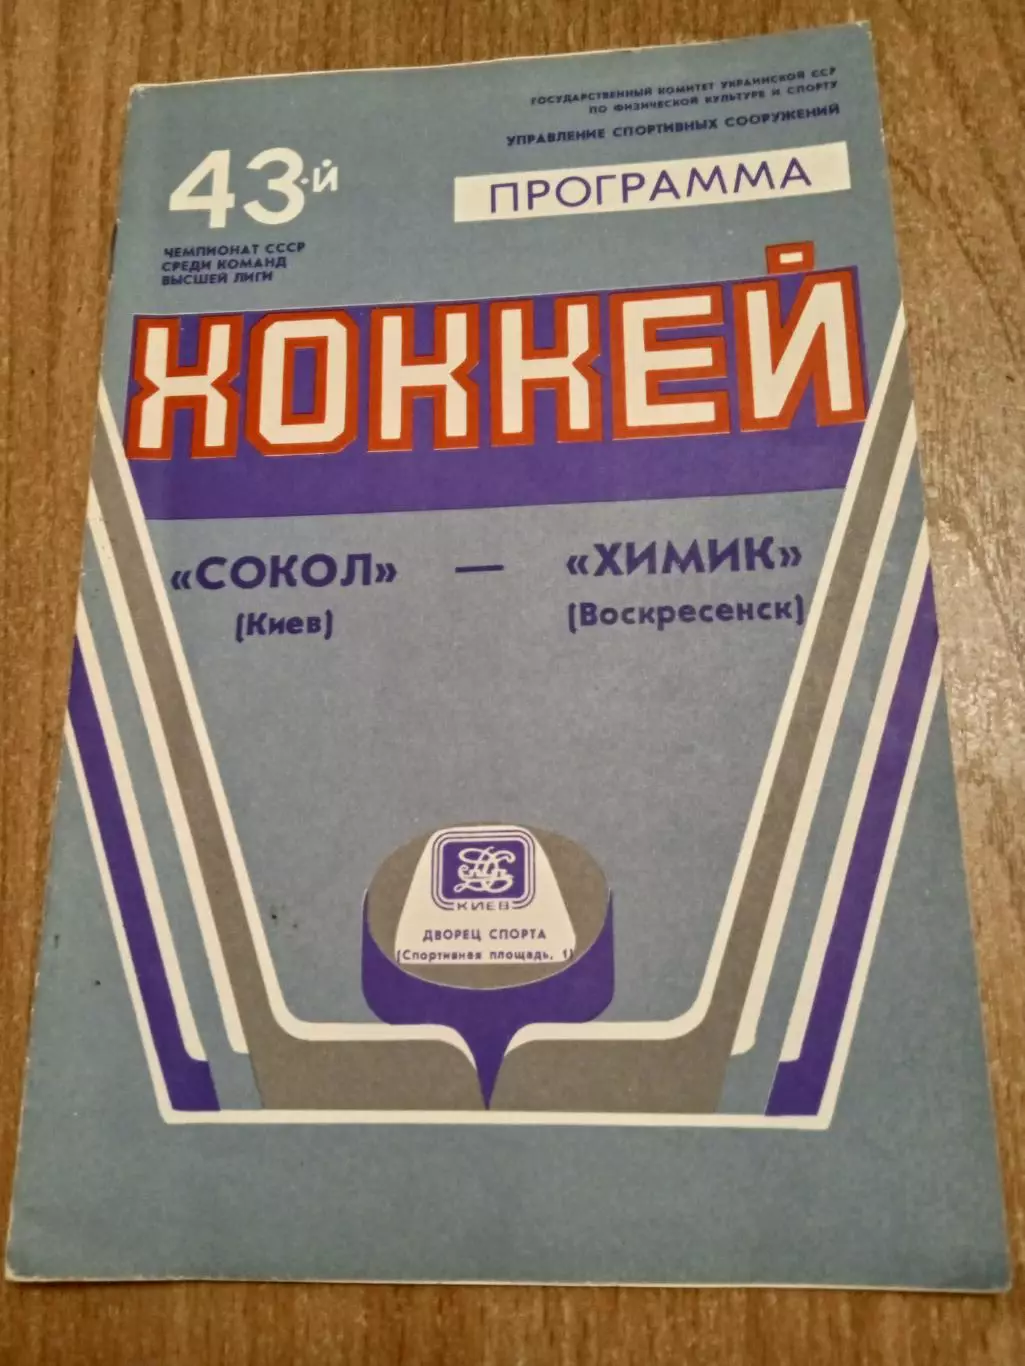 ГОСУДАРСТВЕННЫЙ КОМИТЕТ УКРАИНСКОЙ ССР
ПО ФИЗИЧЕСКОЙ КУЛЬТУРЕ И СПОРТУ
УПРАВЛЕНИЕ СПОРТИВНЫХ СООРУЖЕНИЙ
43-й
ПРОГРАММА
ЧЕМПИОНАТ СССР
СРЕДИ КОМАНД
ВЫСШЕЙ ЛИГИ
ХОККЕЙ
«СОКОЛ» — «ХИМИК»
(Киев) (Воскресенск)
КИЕВ
ДВОРЕЦ СПОРТА
(Спортивная площадь, 1)